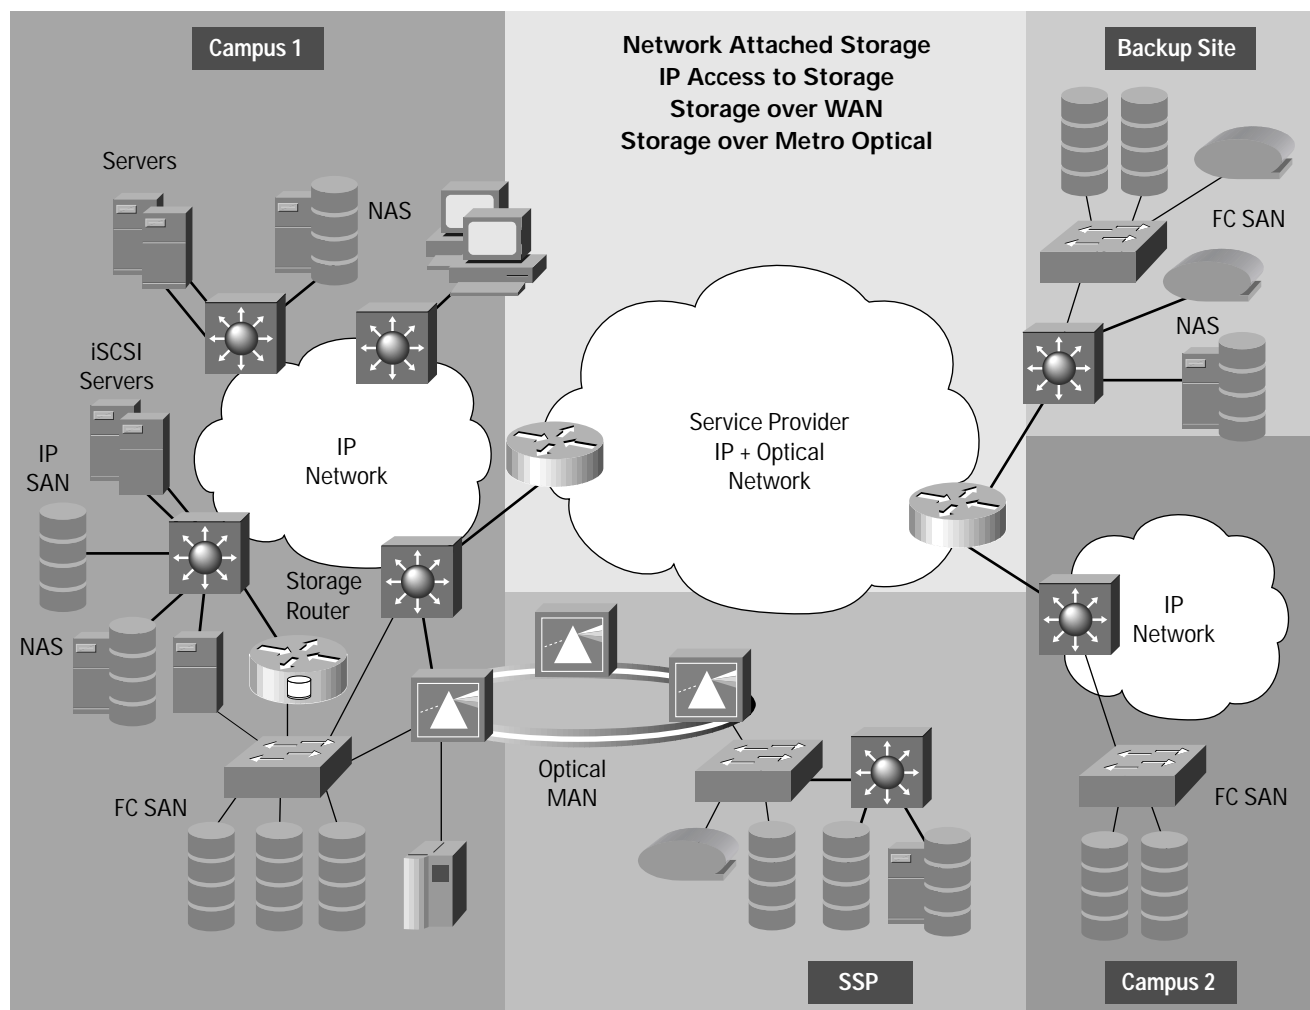 Campus 1
Network Attached Storage
IP Access to Storage
Storage over WAN
Storage over Metro Optical
Backup Site
Servers
NAS
FC SAN
NAS
iSCSI
Servers
IP
SAN
IP
Network
Service Provider
IP + Optical
Network
Storage
Router
NAS
IP
Network
Optical
MAN
FC SAN
FC SAN
SSP
Campus 2